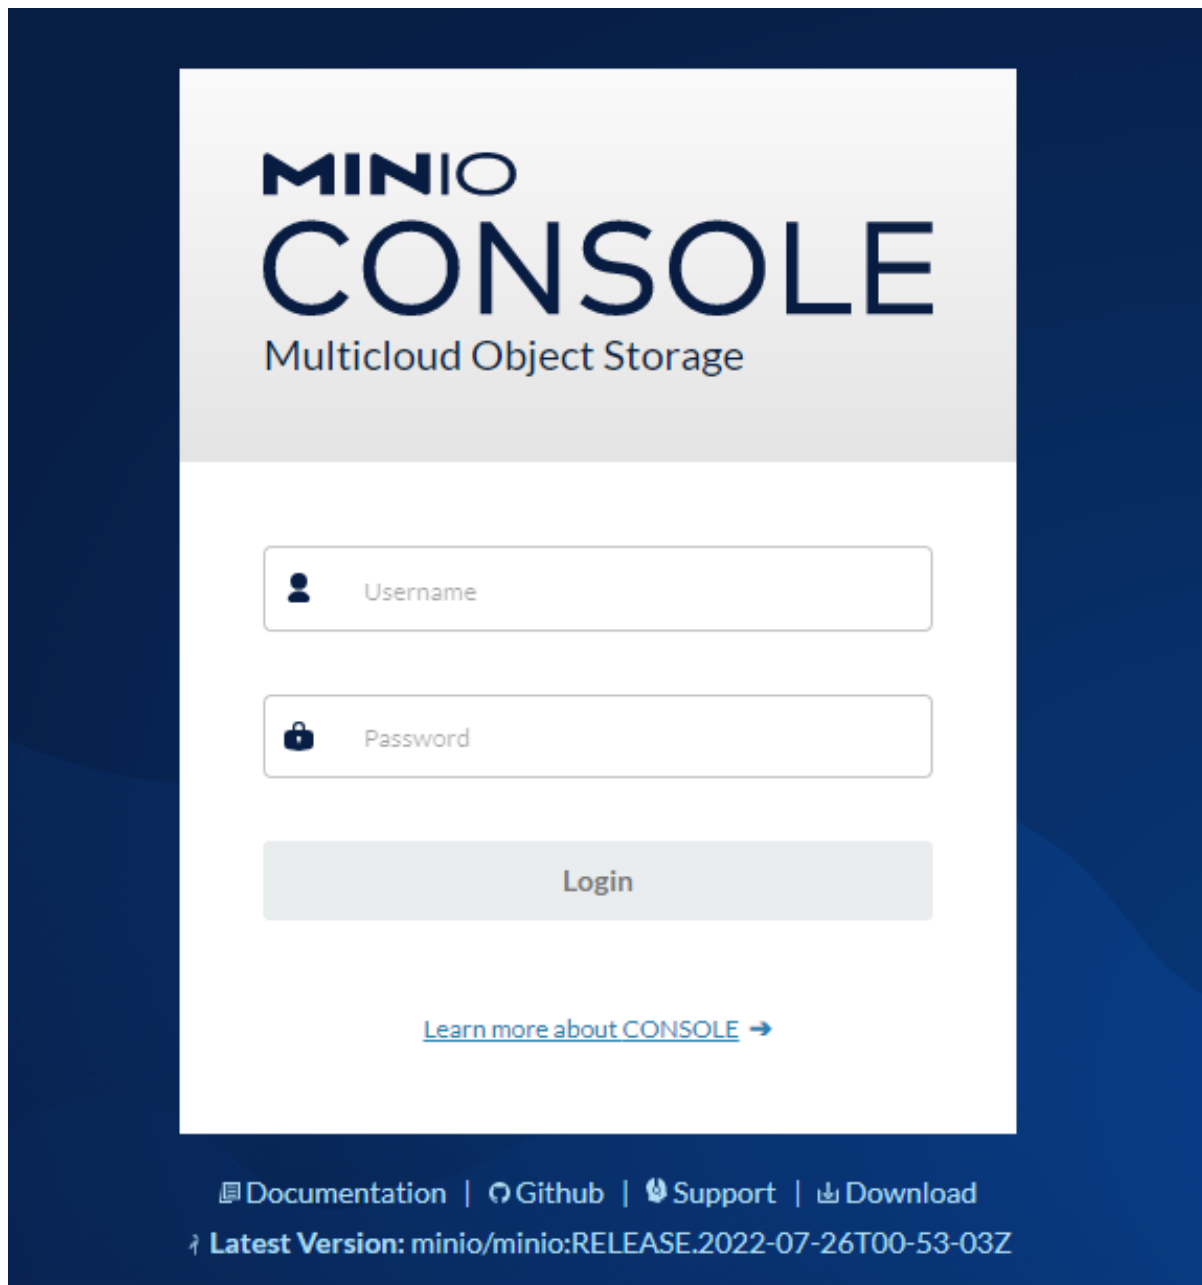 MINIO
CONSOLE
Multicloud Object Storage
Username
Password
Login
Learn more about CONSOLE ➔
Documentation | Github | Support | Download
Latest Version: minio/minio:RELEASE.2022-07-26T00-53-03Z